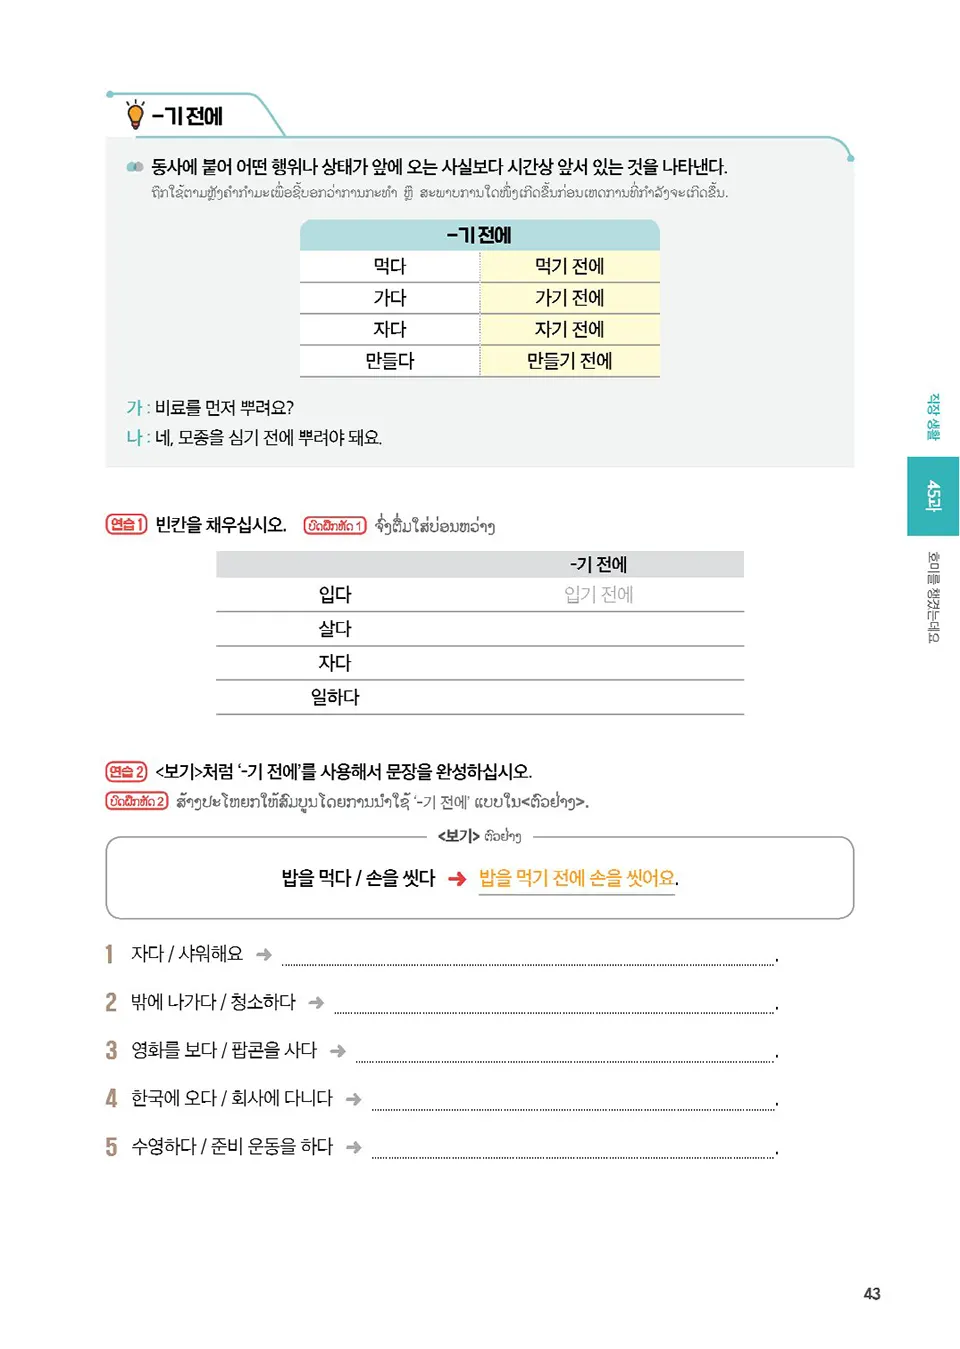 -기 전에
동사에 붙어 어떤 행위나 상태가 앞에 오는 사실보다 시간상 앞서 있는 것을 나타낸다.
ຖືກໃຊ້ຕາມຫຼັງຄຳກຳມະເພື່ອຊີ້ບອກວ່າການກະທຳ ຫຼື ສະພາບການໃດໜຶ່ງເກີດຂຶ້ນກ່ອນເຫດການທີ່ກຳລັງຈະເກີດຂຶ້ນ.
-기 전에
먹다 먹기 전에
가다 가기 전에
자다 자기 전에
만들다 만들기 전에
가 : 비료를 먼저 뿌려요?
나 : 네, 모종을 심기 전에 뿌려야 돼요.
직장 생활
45과
호미를 챙겼는데요
연습 1 빈칸을 채우십시오. ບົດຝຶກຫັດ 1 ຈົ່ງຕື່ມໃສ່ບ່ອນຫວ່າງ
-기 전에
입다 입기 전에
살다
자다
일하다
연습 2 <보기>처럼 ‘-기 전에’를 사용해서 문장을 완성하십시오.
ບົດຝຶກຫັດ 2 ສ້າງປະໂຫຍກໃຫ້ສົມບູນໂດຍການນຳໃຊ້ ‘-기 전에’ ແບບໃນ<ຕົວຢ່າງ>.
<보기> ຕົວຢ່າງ
밥을 먹다 / 손을 씻다 ➜ 밥을 먹기 전에 손을 씻어요.
1 자다 / 샤워해요 ➜ .
2 밖에 나가다 / 청소하다 ➜ .
3 영화를 보다 / 팝콘을 사다 ➜ .
4 한국에 오다 / 회사에 다니다 ➜ .
5 수영하다 / 준비 운동을 하다 ➜ .
43